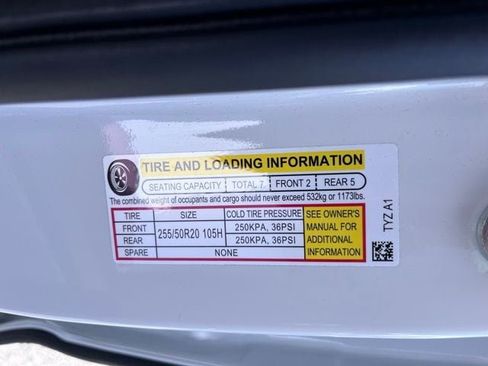 TIRE AND LOADING INFORMATION
SEATING CAPACITY TOTAL 7 FRONT 2 REAR 5
The combined weight of occupants and cargo should never exceed 532kg or 1173lbs.
TIRE SIZE COLD TIRE PRESSURE
FRONT 255/50R20 105H 250KPA, 36PSI
REAR 250KPA, 36PSI
SPARE NONE
SEE OWNER'S
MANUAL FOR
ADDITIONAL
INFORMATION
TYZ A1